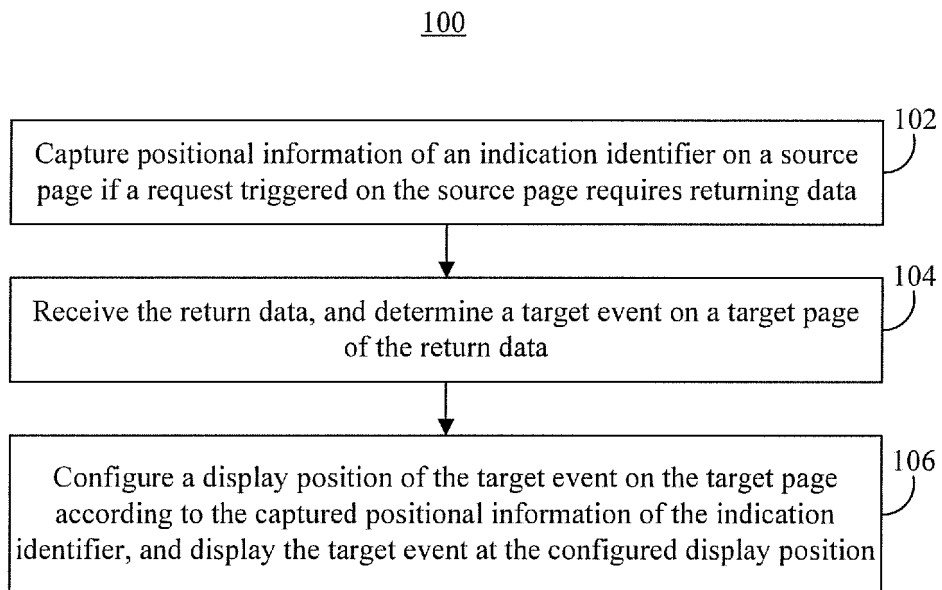 100
102
Capture positional information of an indication identifier on a source
page if a request triggered on the source page requires returning data
104
Receive the return data, and determine a target event on a target page
of the return data
106
Configure a display position of the target event on the target page
according to the captured positional information of the indication
identifier, and display the target event at the configured display position